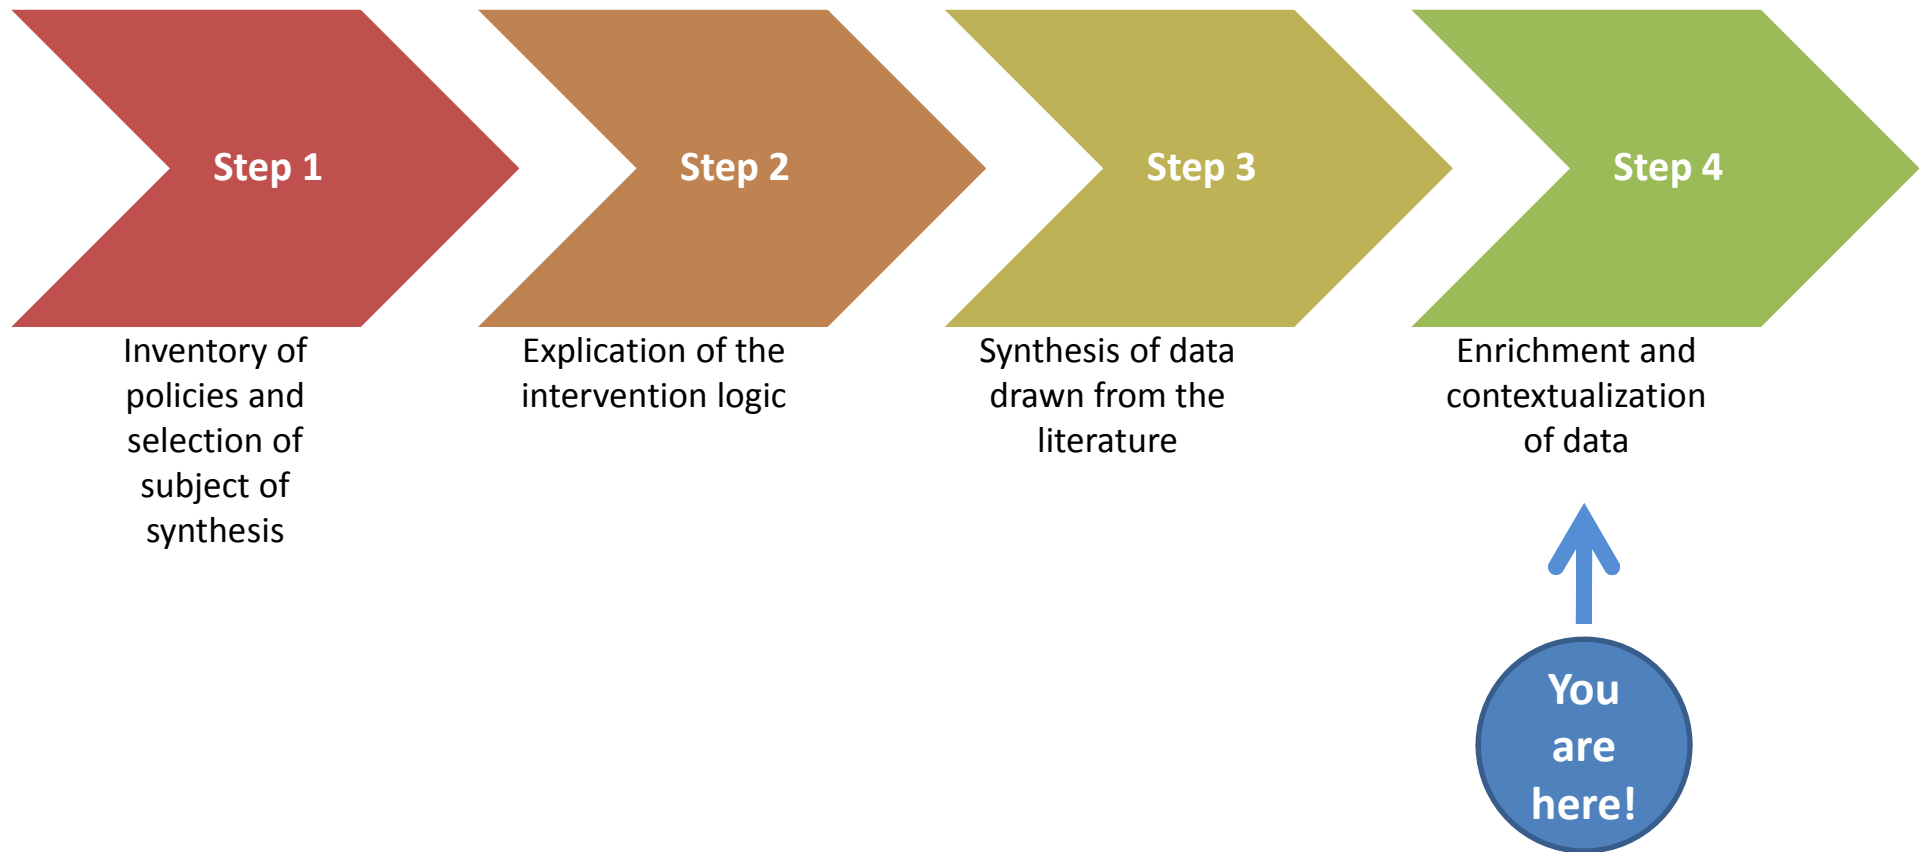 Step 1
Step 2
Step 3
Step 4
Inventory of
policies and
selection of
subject of
synthesis
Explication of the
intervention logic
Synthesis of data
drawn from the
literature
Enrichment and
contextualization
of data
You
are
here!